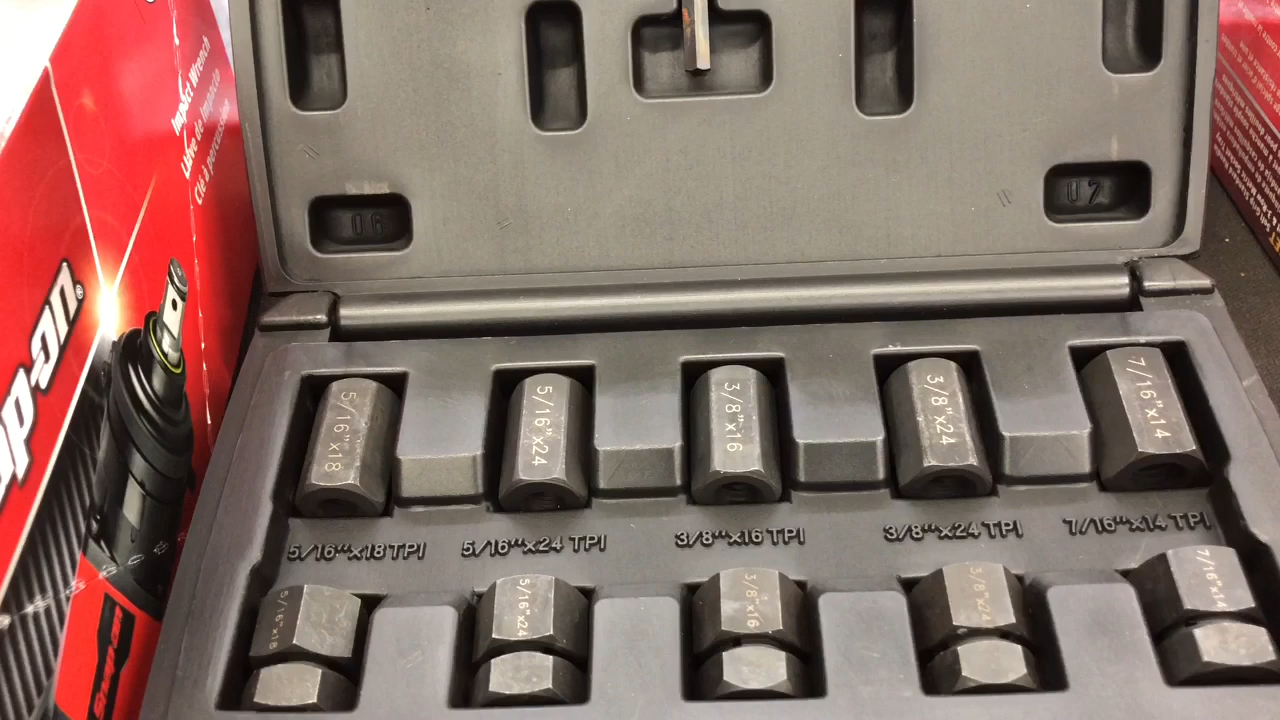 Impact Wrench
Llave de impacto
Clé à percussion
06
07
5/16"x18
5/16"x24
3/8"x16
3/8"x24
7/16"x14
5/16"x18 TPI
5/16"x24 TPI
3/8"x16 TPI
3/8"x24 TPI
7/16"x14 TPI
5/16"x18
5/16"x24
3/8"x16
3/8"x24
7/16"x14